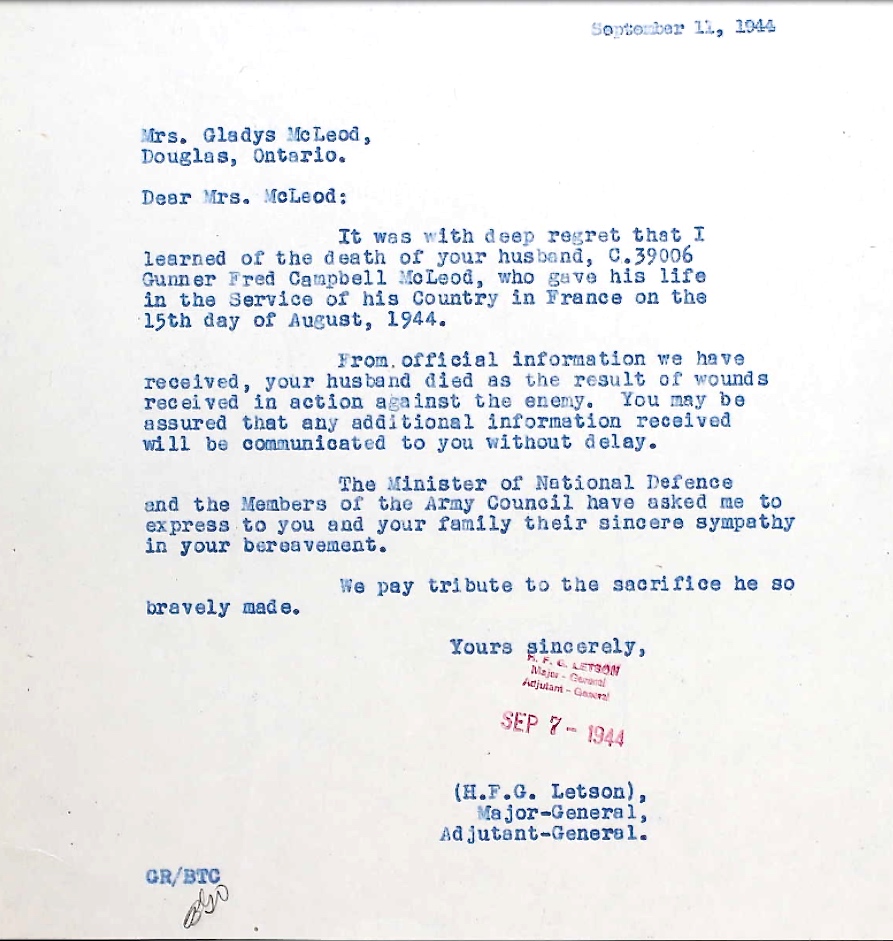 September 11, 1944
Mrs. Gladys McLeod,
Douglas, Ontario.
Dear Mrs. McLeod:
It was with deep regret that I
learned of the death of your husband, C.39006
Gunner Fred Campbell McLeod, who gave his life
in the Service of his Country in France on the
15th day of August, 1944.
From official information we have
received, your husband died as the result of wounds
received in action against the enemy. You may be
assured that any additional information received
will be communicated to you without delay.
The Minister of National Defence
and the Members of the Army Council have asked me to
express to you and your family their sincere sympathy
in your bereavement.
We pay tribute to the sacrifice he so
bravely made.
Yours sincerely,
H. F. G. LETSON
Major - General
Adjutant - General
SEP 7 - 1944
(H.F.G. Letson),
Major-General,
Adjutant-General.
GR/BTC